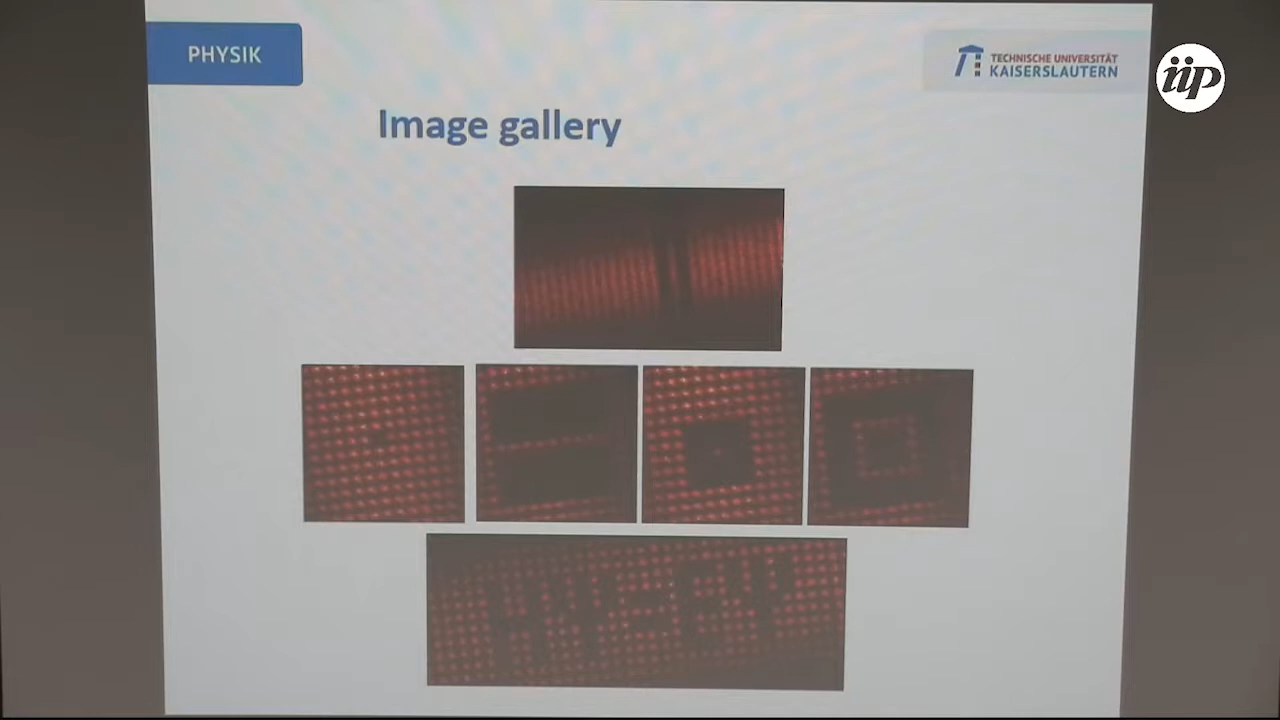 PHYSIK
TECHNISCHE UNIVERSITÄT
KAISERSLAUTERN
iip
Image gallery